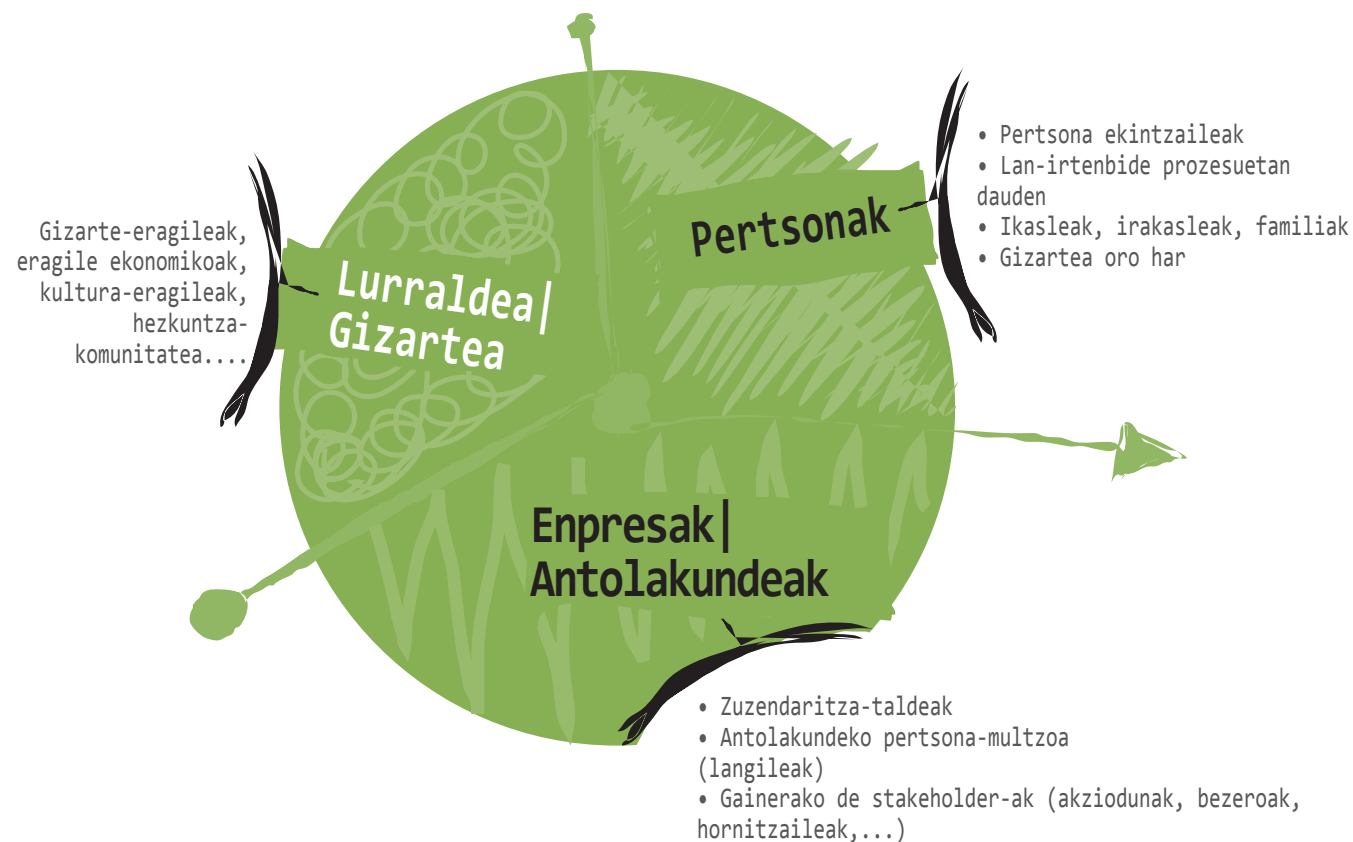 Gizarte-eragileak,
eragile ekonomikoak,
kultura-eragileak,
hezkuntza-
komunitatea....
Lurraldea|
Gizartea
Pertsonak
• Pertsona ekintzaileak
• Lan-irtenbide prozesuetan
dauden
• Ikasleak, irakasleak, familiak
• Gizartea oro har
Enpresak|
Antolakundeak
• Zuzendaritza-taldeak
• Antolakundeko pertsona-multzoa
(langileak)
• Gainerako de stakeholder-ak (akziodunak, bezeroak,
hornitzaileak,...)